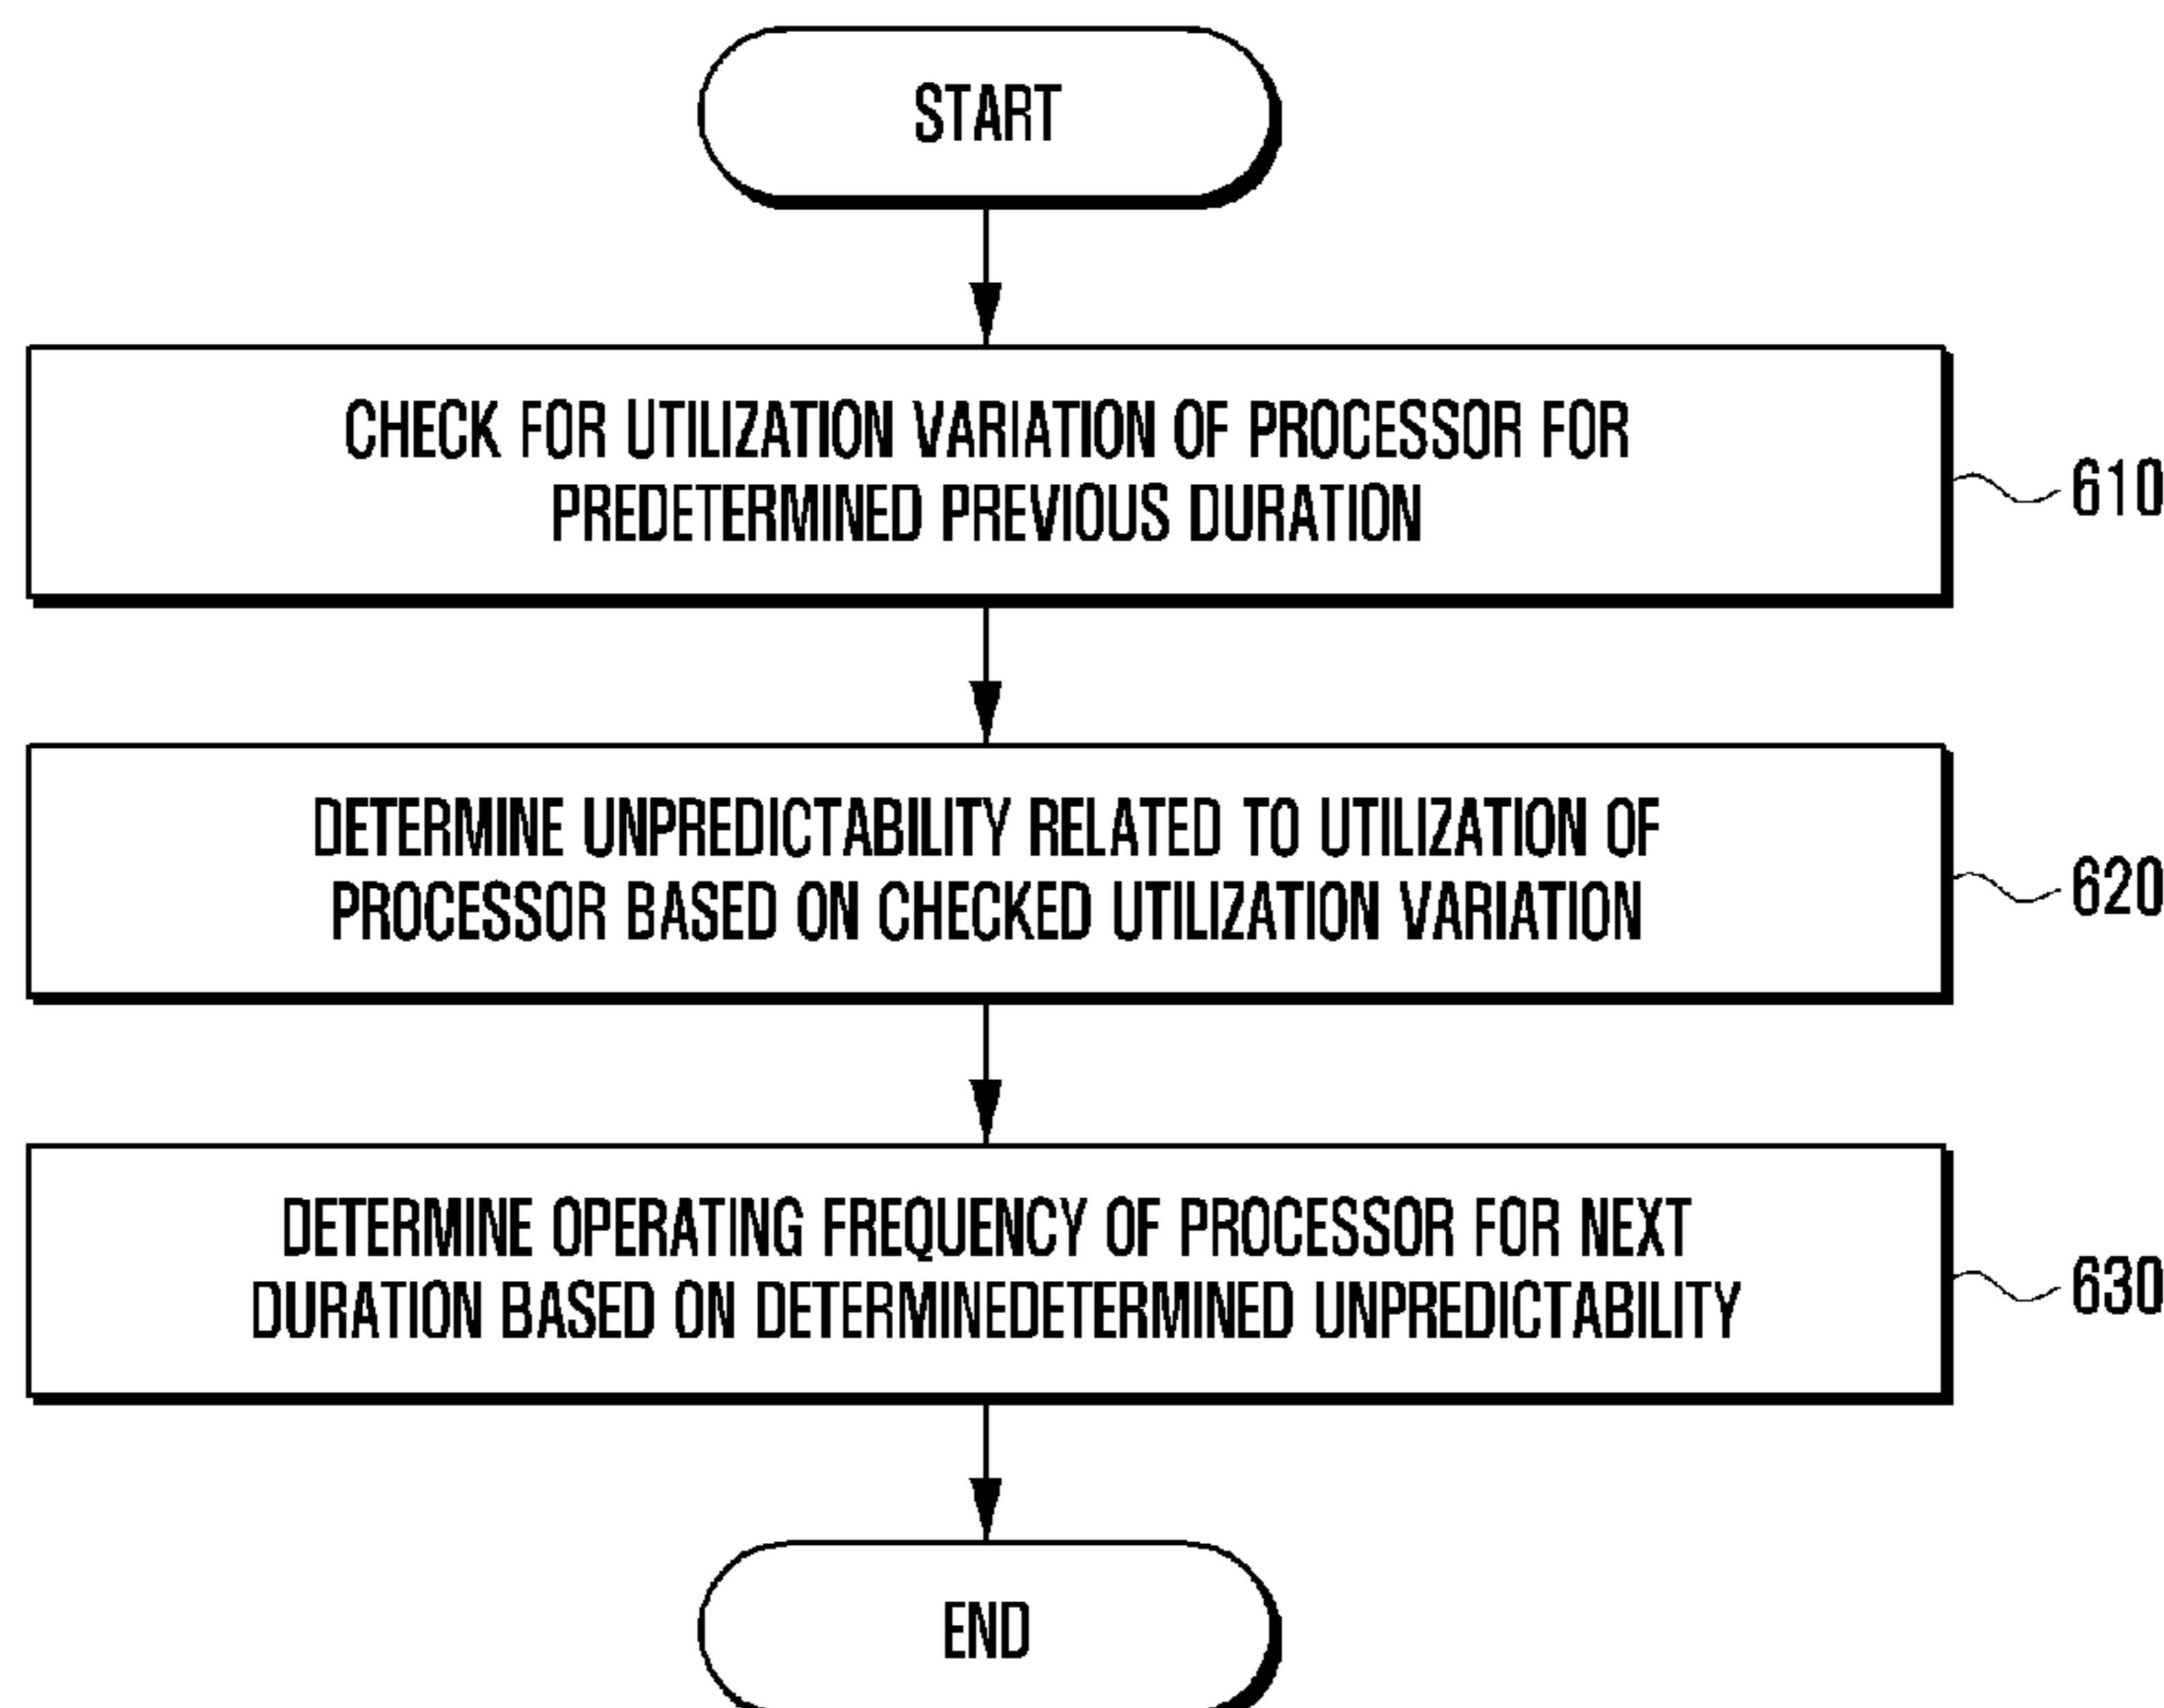 START
CHECK FOR UTILIZATION VARIATION OF PROCESSOR FOR
PREDETERMINED PREVIOUS DURATION
610
DETERMINE UNPREDICTABILITY RELATED TO UTILIZATION OF
PROCESSOR BASED ON CHECKED UTILIZATION VARIATION
620
DETERMINE OPERATING FREQUENCY OF PROCESSOR FOR NEXT
DURATION BASED ON DETERMINEDETERMINED UNPREDICTABILITY
630
END